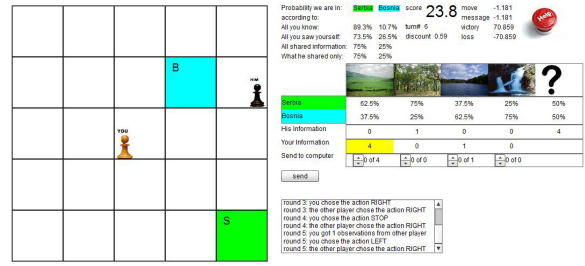 B
HIM
YOU
S
Probability we are in: Serbia Bosnia score 23.8 move -1.181
according to: message -1.181
All you know: 89.3% 10.7% turn# 6 victory 70.859
All you saw yourself: 73.5% 26.5% discount 0.59 loss -70.859
All shared information: 75% 25%
What he shared only: 75% 25%
Help
?
Serbia 62.5% 75% 37.5% 25% 50%
Bosnia 37.5% 25% 62.5% 75% 50%
His Information 0 1 0 0 4
Your Information 4 0 1 0
Send to computer 0 of 4 0 of 0 0 of 1 0 of 0
send
round 3: you chose the action RIGHT
round 3: the other player chose the action RIGHT
round 4: you chose the action STOP
round 4: the other player chose the action RIGHT
round 5: you got 1 observations from other player
round 5: you chose the action LEFT
round 5: the other player chose the action RIGHT